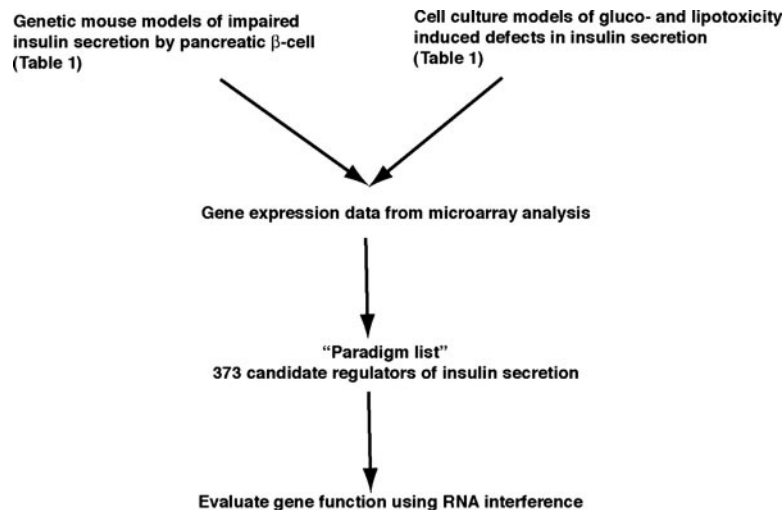 Genetic mouse models of impaired
insulin secretion by pancreatic β-cell
(Table 1)
Cell culture models of gluco- and lipotoxicity
induced defects in insulin secretion
(Table 1)
Gene expression data from microarray analysis
“Paradigm list”
373 candidate regulators of insulin secretion
Evaluate gene function using RNA interference